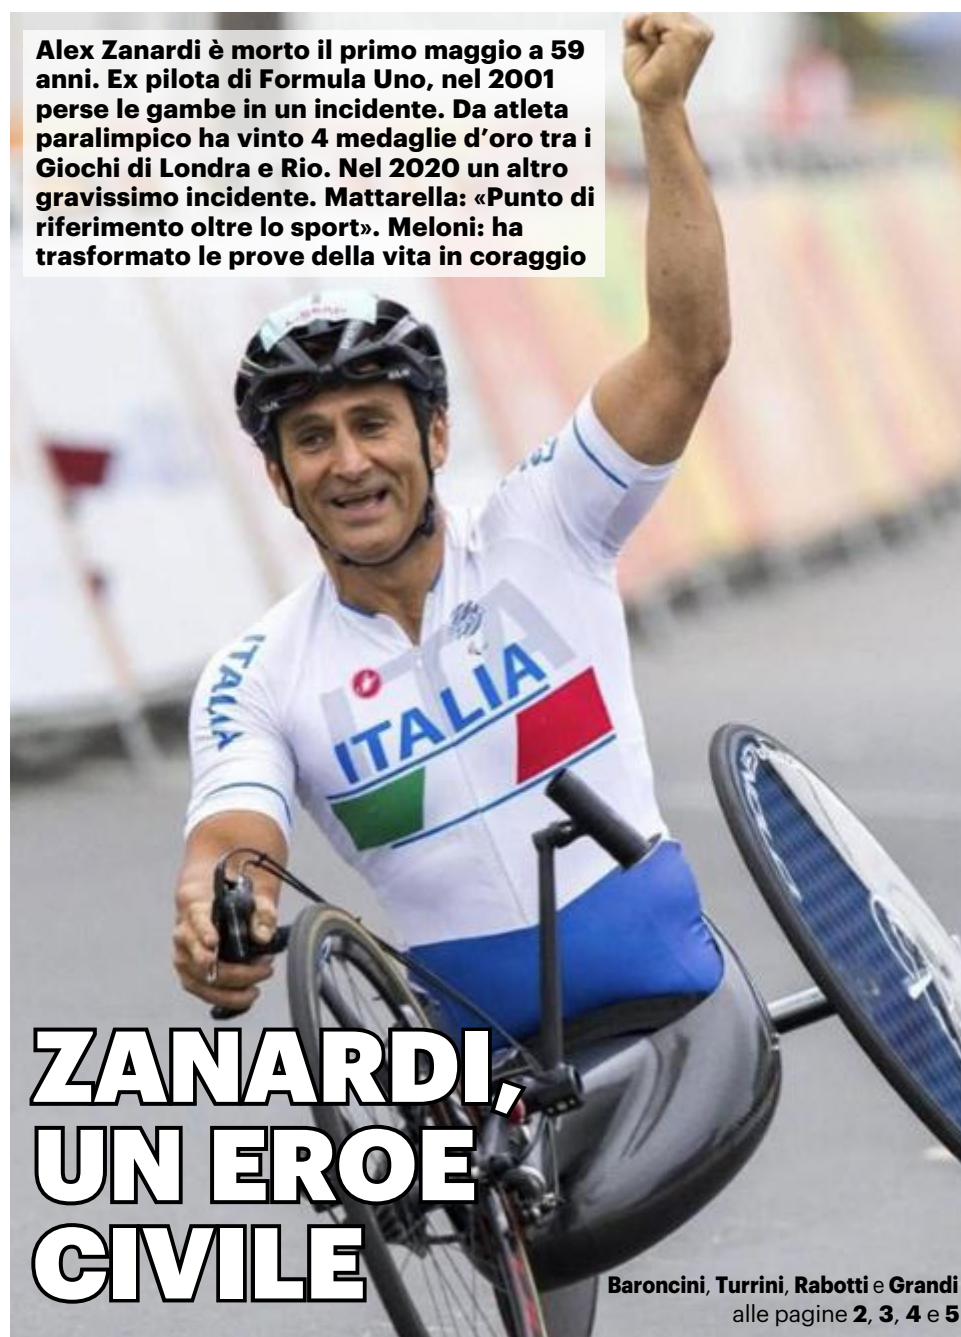 Alex Zanardi è morto il primo maggio a 59
anni. Ex pilota di Formula Uno, nel 2001
perse le gambe in un incidente. Da atleta
paralimpico ha vinto 4 medaglie d’oro tra i
Giochi di Londra e Rio. Nel 2020 un altro
gravissimo incidente. Mattarella: «Punto di
riferimento oltre lo sport». Meloni: ha
trasformato le prove della vita in coraggio
ITALIA
ITA
ITALIA
ZANARDI,
UN EROE
CIVILE
Baroncini, Turrini, Rabotti e Grandi
alle pagine 2, 3, 4 e 5